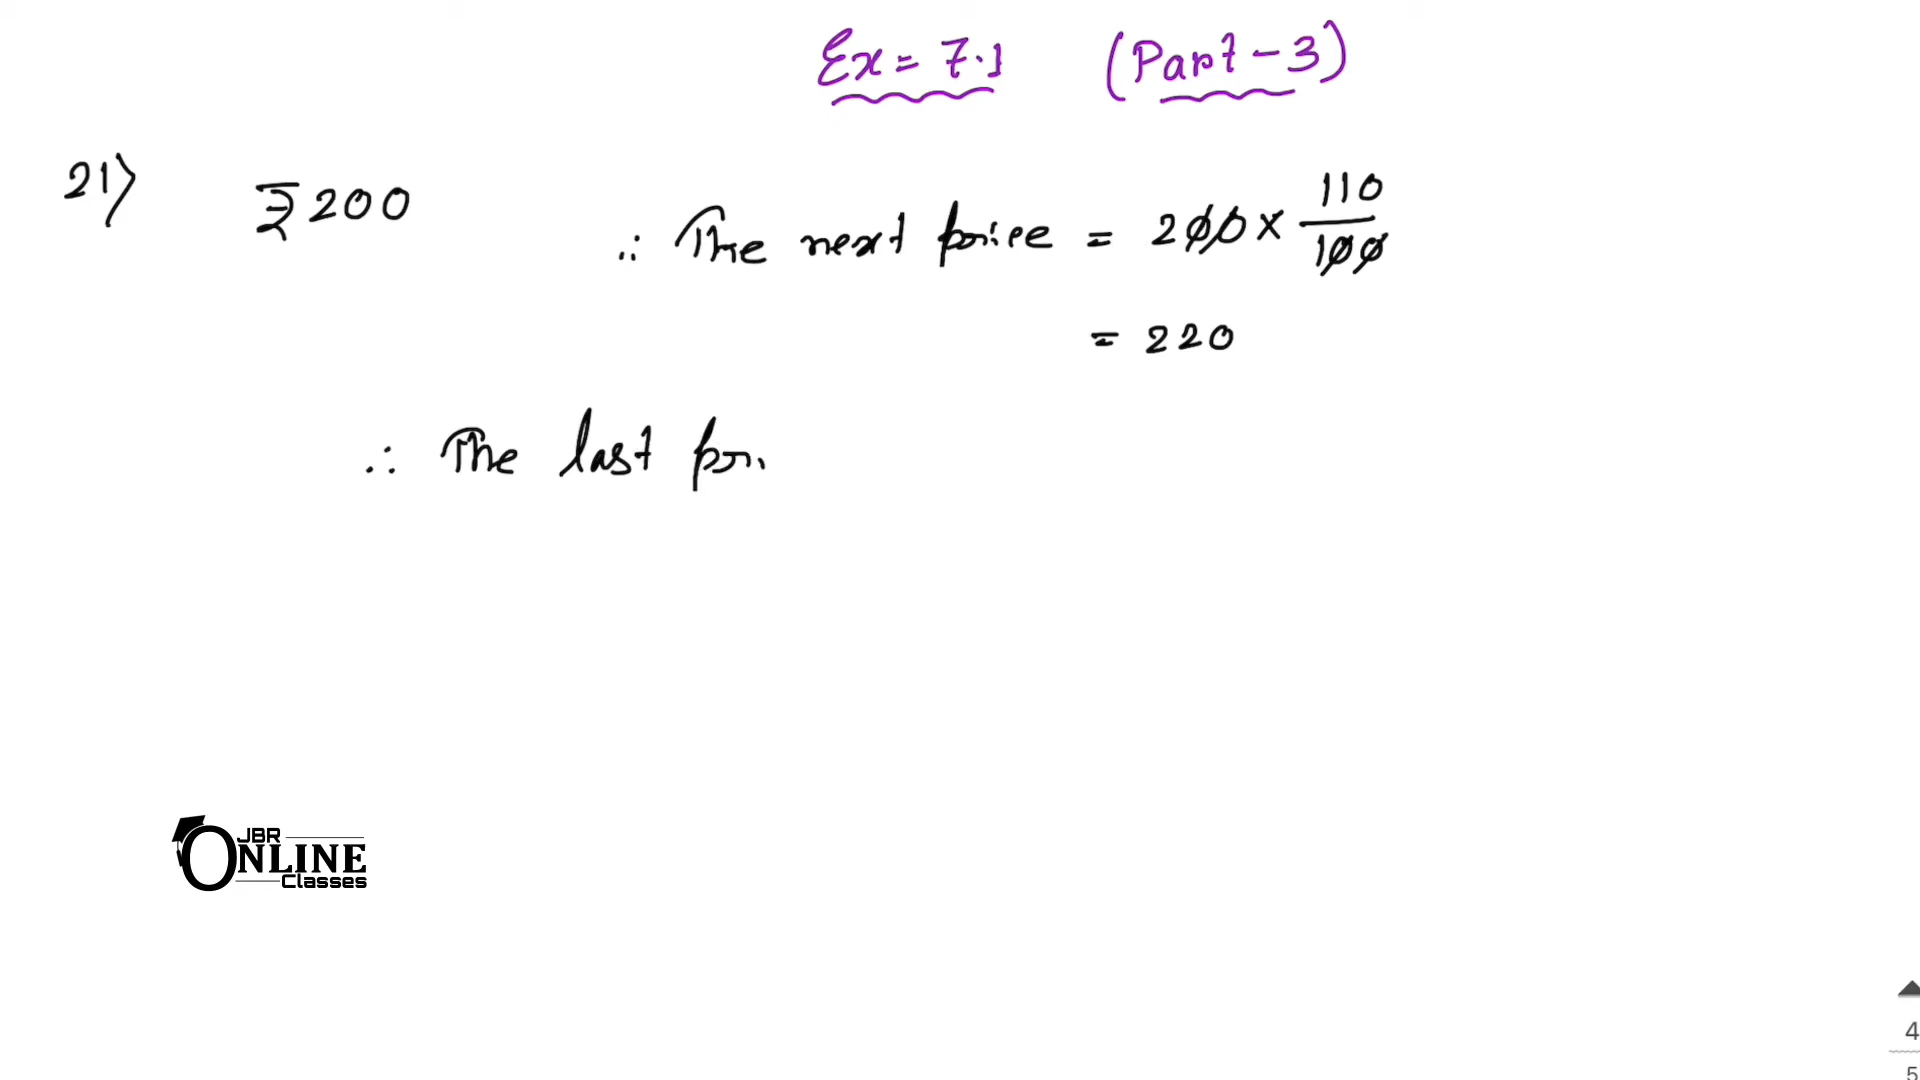 Ex = 7.1 (Part - 3)
21) ₹200
∴ The next price = 200 × 110/100
= 220
∴ The last pri
JBR
ONLINE
Classes
4
5